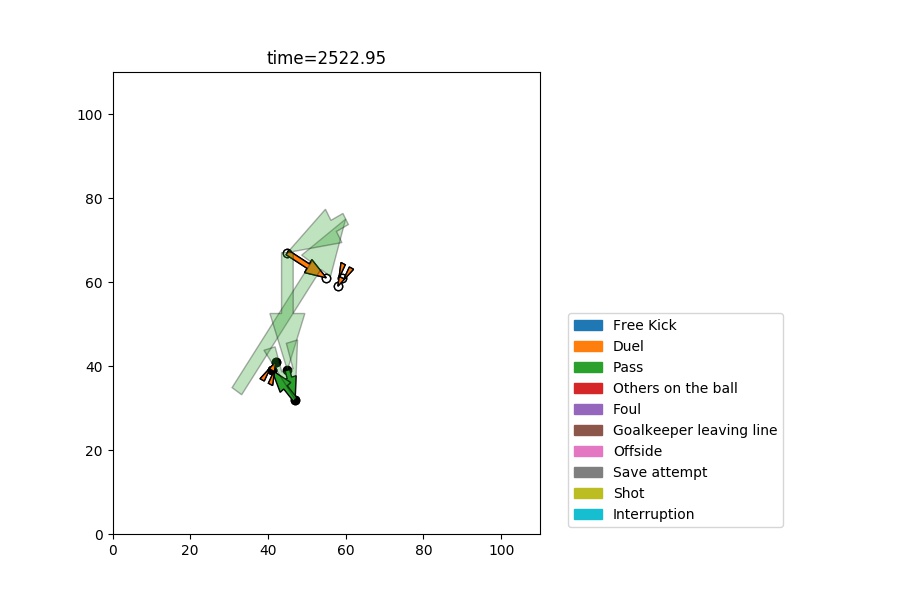 time=2522.95
100
80
60
40
20
0
0 20 40 60 80 100
Free Kick
Duel
Pass
Others on the ball
Foul
Goalkeeper leaving line
Offside
Save attempt
Shot
Interruption